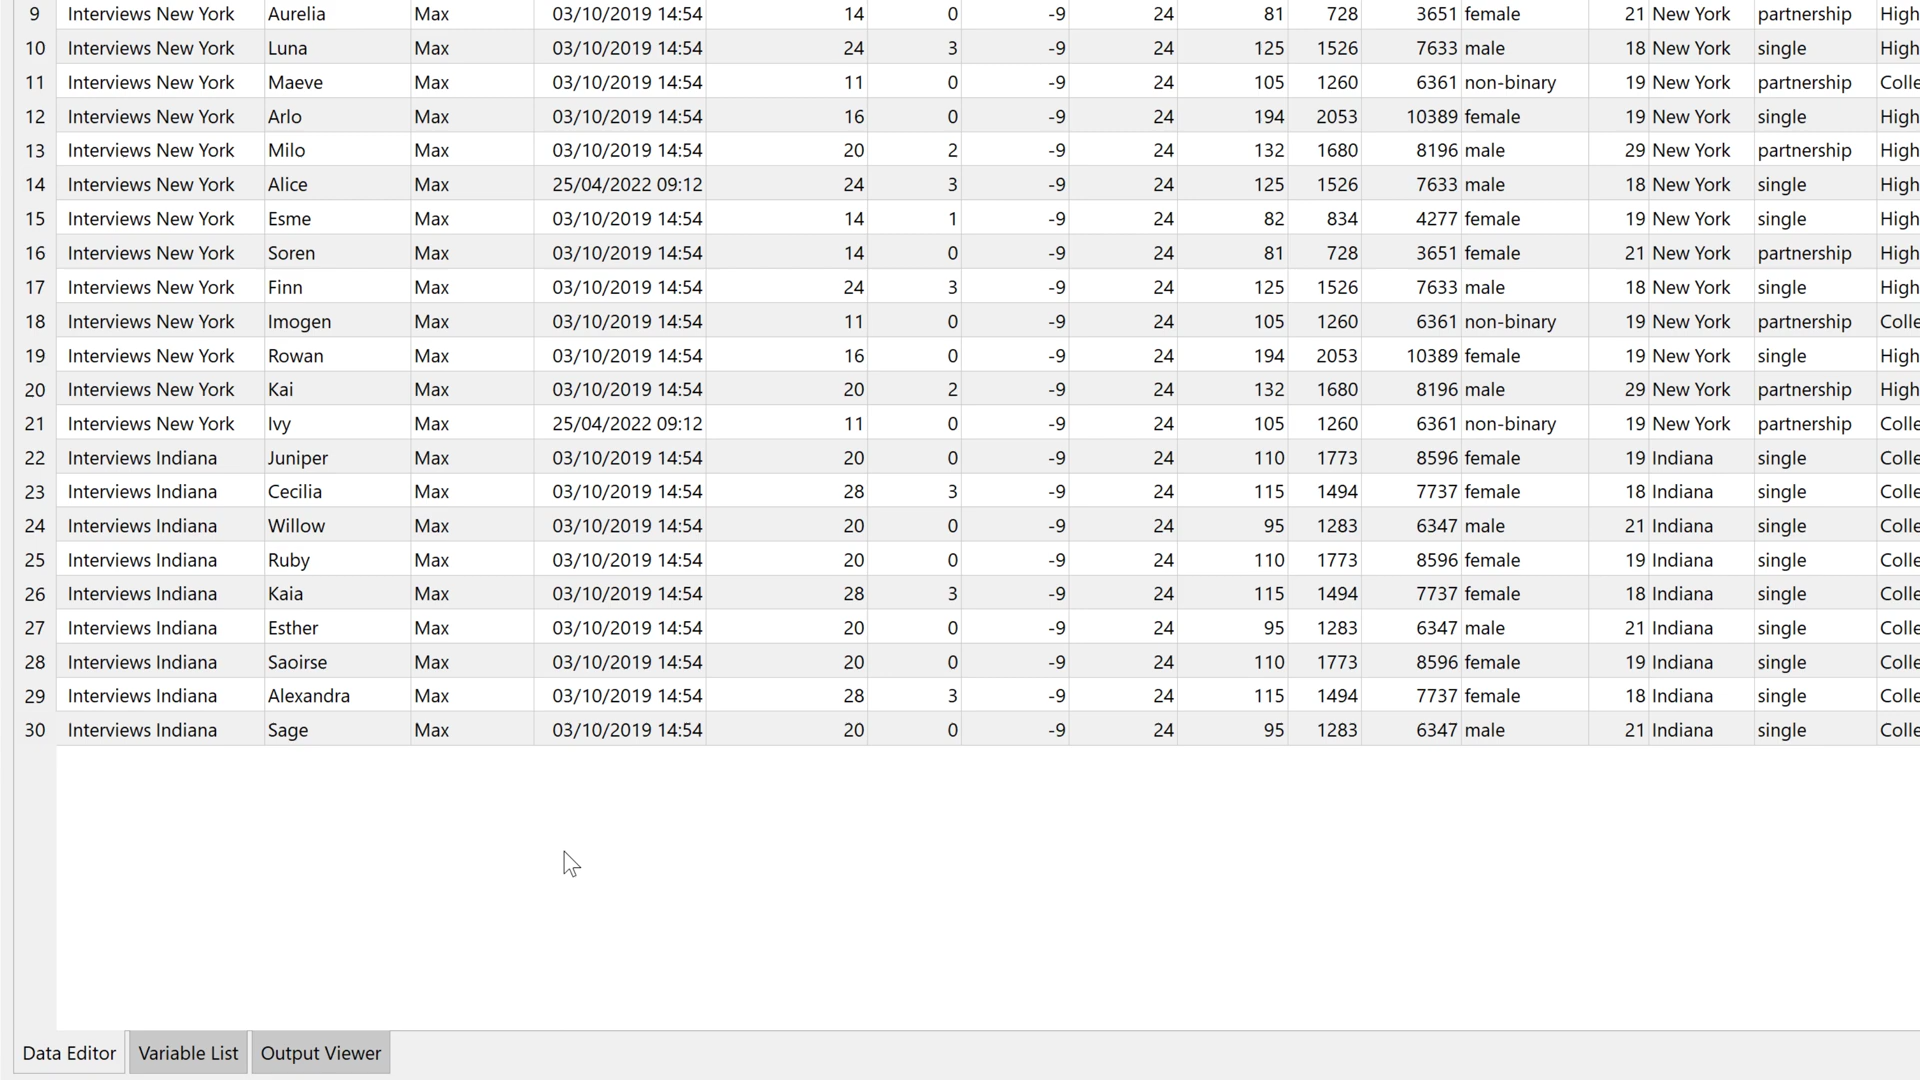 9 Interviews New York Aurelia Max 03/10/2019 14:54 14 0 -9 24 81 728 3651 female 21 New York partnership High
10 Interviews New York Luna Max 03/10/2019 14:54 24 3 -9 24 125 1526 7633 male 18 New York single High
11 Interviews New York Maeve Max 03/10/2019 14:54 11 0 -9 24 105 1260 6361 non-binary 19 New York partnership Colle
12 Interviews New York Arlo Max 03/10/2019 14:54 16 0 -9 24 194 2053 10389 female 19 New York single High
13 Interviews New York Milo Max 03/10/2019 14:54 20 2 -9 24 132 1680 8196 male 29 New York partnership High
14 Interviews New York Alice Max 25/04/2022 09:12 24 3 -9 24 125 1526 7633 male 18 New York single High
15 Interviews New York Esme Max 03/10/2019 14:54 14 1 -9 24 82 834 4277 female 19 New York single High
16 Interviews New York Soren Max 03/10/2019 14:54 14 0 -9 24 81 728 3651 female 21 New York partnership High
17 Interviews New York Finn Max 03/10/2019 14:54 24 3 -9 24 125 1526 7633 male 18 New York single High
18 Interviews New York Imogen Max 03/10/2019 14:54 11 0 -9 24 105 1260 6361 non-binary 19 New York partnership Colle
19 Interviews New York Rowan Max 03/10/2019 14:54 16 0 -9 24 194 2053 10389 female 19 New York single High
20 Interviews New York Kai Max 03/10/2019 14:54 20 2 -9 24 132 1680 8196 male 29 New York partnership High
21 Interviews New York Ivy Max 25/04/2022 09:12 11 0 -9 24 105 1260 6361 non-binary 19 New York partnership Colle
22 Interviews Indiana Juniper Max 03/10/2019 14:54 20 0 -9 24 110 1773 8596 female 19 Indiana single Colle
23 Interviews Indiana Cecilia Max 03/10/2019 14:54 28 3 -9 24 115 1494 7737 female 18 Indiana single Colle
24 Interviews Indiana Willow Max 03/10/2019 14:54 20 0 -9 24 95 1283 6347 male 21 Indiana single Colle
25 Interviews Indiana Ruby Max 03/10/2019 14:54 20 0 -9 24 110 1773 8596 female 19 Indiana single Colle
26 Interviews Indiana Kaia Max 03/10/2019 14:54 28 3 -9 24 115 1494 7737 female 18 Indiana single Colle
27 Interviews Indiana Esther Max 03/10/2019 14:54 20 0 -9 24 95 1283 6347 male 21 Indiana single Colle
28 Interviews Indiana Saoirse Max 03/10/2019 14:54 20 0 -9 24 110 1773 8596 female 19 Indiana single Colle
29 Interviews Indiana Alexandra Max 03/10/2019 14:54 28 3 -9 24 115 1494 7737 female 18 Indiana single Colle
30 Interviews Indiana Sage Max 03/10/2019 14:54 20 0 -9 24 95 1283 6347 male 21 Indiana single Colle
Data Editor Variable List Output Viewer